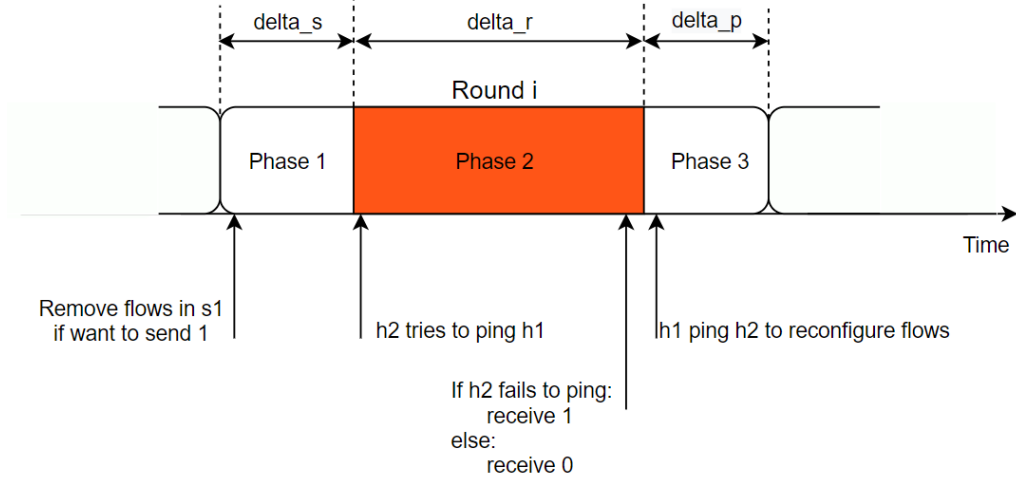 delta_s
delta_r
delta_p
Round i
Phase 1
Phase 2
Phase 3
Time
Remove flows in s1
if want to send 1
h2 tries to ping h1
h1 ping h2 to reconfigure flows
If h2 fails to ping:
receive 1
else:
receive 0